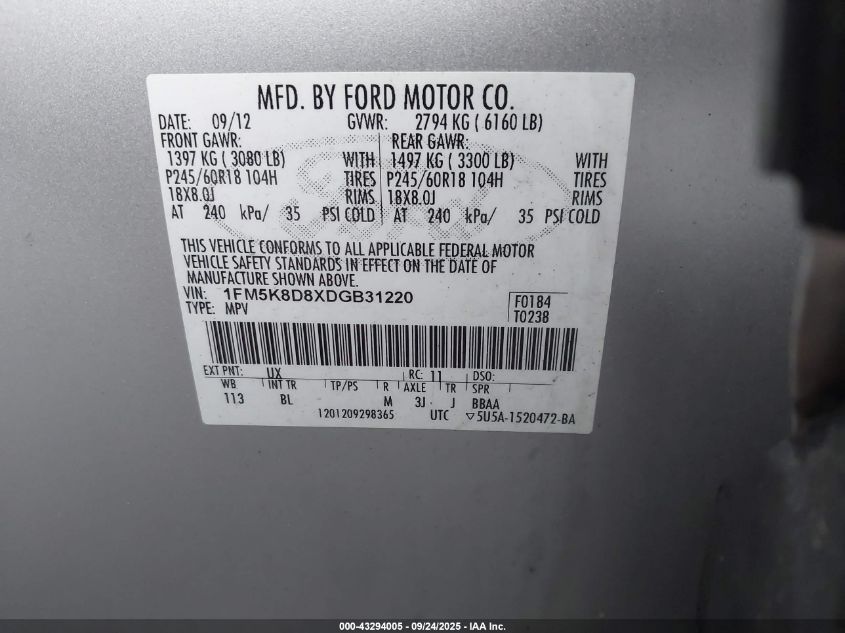 MFD. BY FORD MOTOR CO.
DATE: 09/12 GVWR: 2794 KG ( 6160 LB)
FRONT GAWR: REAR GAWR:
1397 KG ( 3080 LB) WITH 1497 KG ( 3300 LB) WITH
P245/60R18 104H TIRES P245/60R18 104H TIRES
18X8.0J RIMS 18X8.0J RIMS
AT 240 kPa/ 35 PSI COLD AT 240 kPa/ 35 PSI COLD
THIS VEHICLE CONFORMS TO ALL APPLICABLE FEDERAL MOTOR
VEHICLE SAFETY STANDARDS IN EFFECT ON THE DATE OF
MANUFACTURE SHOWN ABOVE.
VIN: 1FM5K8D8XDGB31220 F0184
TYPE: MPV T0238
EXT PNT: UX RC: 11 DSO:
WB INT TR TP/PS R AXLE TR SPR
113 BL M 3J J BBAA
1201209298365 UTC ▽5U5A-1520472-BA
000-43294005 - 09/24/2025 - IAA Inc.